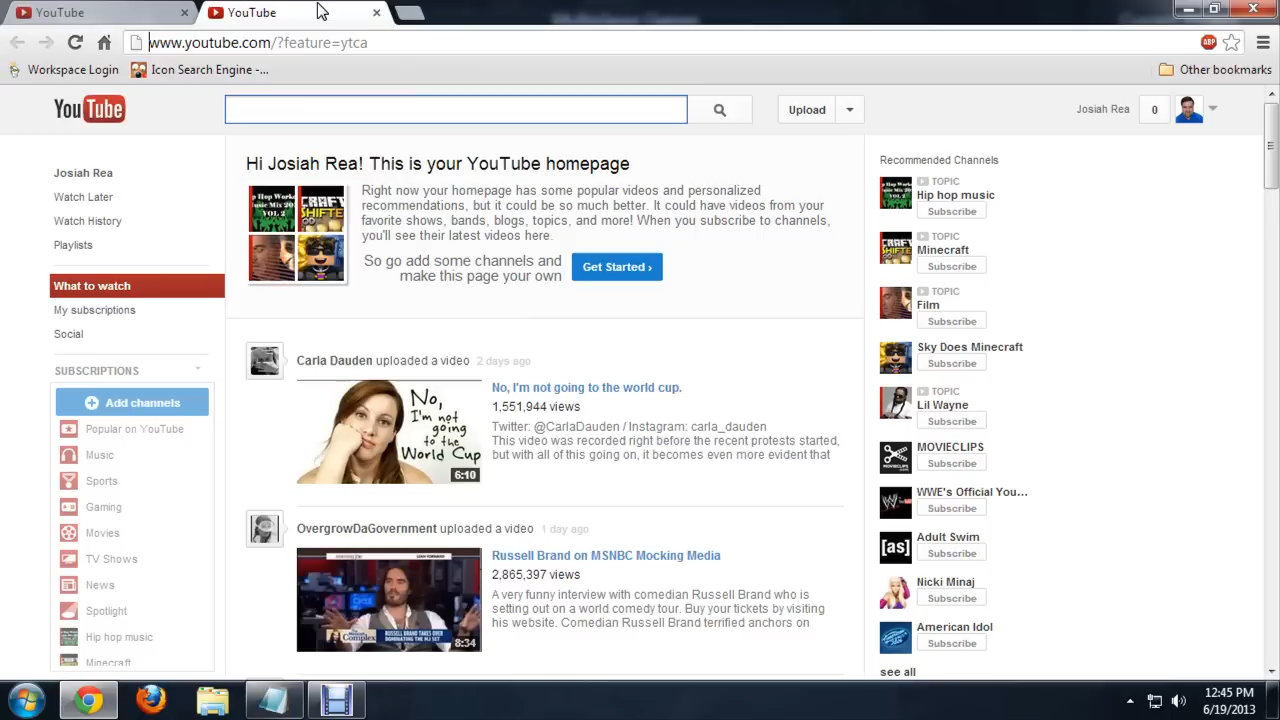 YouTube
YouTube
www.youtube.com/?feature=ytca
ABP
Workspace Login
Icon Search Engine -...
Other bookmarks
YouTube
Upload
Josiah Rea
0
Josiah Rea
Watch Later
Watch History
Playlists
What to watch
My subscriptions
Social
SUBSCRIPTIONS
Add channels
Popular on YouTube
Music
Sports
Gaming
Movies
TV Shows
News
Spotlight
Hip hop music
Minecraft
Hi Josiah Rea! This is your YouTube homepage
Right now your homepage has some popular videos and personalized
recommendations, but it could be so much better. It could have videos from your
favorite shows, bands, blogs, topics, and more! When you subscribe to channels,
you'll see their latest videos here.
So go add some channels and
make this page your own
Get Started ›
Carla Dauden uploaded a video 2 days ago
No,
I'm not
going
to the
World Cup
6:10
No, I'm not going to the world cup.
1,551,944 views
Twitter: @CarlaDauden / Instagram: carla_dauden
This video was recorded right before the recent protests started,
but with all of this going on, it becomes even more evident that
OvergrowDaGovernment uploaded a video 1 day ago
RUSSELL BRAND TAKES OVER
8:34
Russell Brand on MSNBC Mocking Media
2,865,397 views
A very funny interview with comedian Russell Brand who is
setting out on a world comedy tour. Buy your tickets by visiting
his website. Comedian Russell Brand terrified anchors on
Recommended Channels
TOPIC
Hip hop music
Subscribe
TOPIC
Minecraft
Subscribe
TOPIC
Film
Subscribe
Sky Does Minecraft
Subscribe
TOPIC
Lil Wayne
Subscribe
MOVIECLIPS
Subscribe
WWE's Official You...
Subscribe
[as]
Adult Swim
Subscribe
Nicki Minaj
Subscribe
American Idol
Subscribe
see all
12:45 PM
6/19/2013